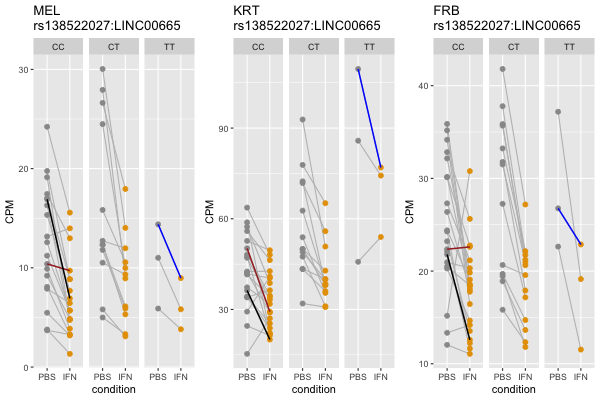 MEL
rs138522027:LINC00665
CC CT TT
30
20
10
0
CPM
PBS IFN PBS IFN PBS IFN
condition
KRT
rs138522027:LINC00665
CC CT TT
90
60
30
CPM
PBS IFN PBS IFN PBS IFN
condition
FRB
rs138522027:LINC00665
CC CT TT
40
30
20
10
CPM
PBS IFN PBS IFN PBS IFN
condition